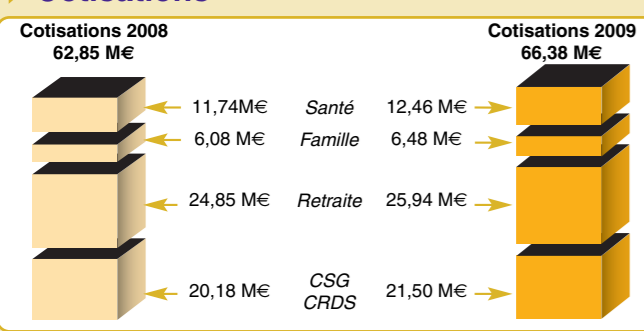 Cotisations
Cotisations 2008
62,85 M€
Cotisations 2009
66,38 M€
11,74M€ Santé 12,46 M€
6,08 M€ Famille 6,48 M€
24,85 M€ Retraite 25,94 M€
20,18 M€ CSG CRDS 21,50 M€